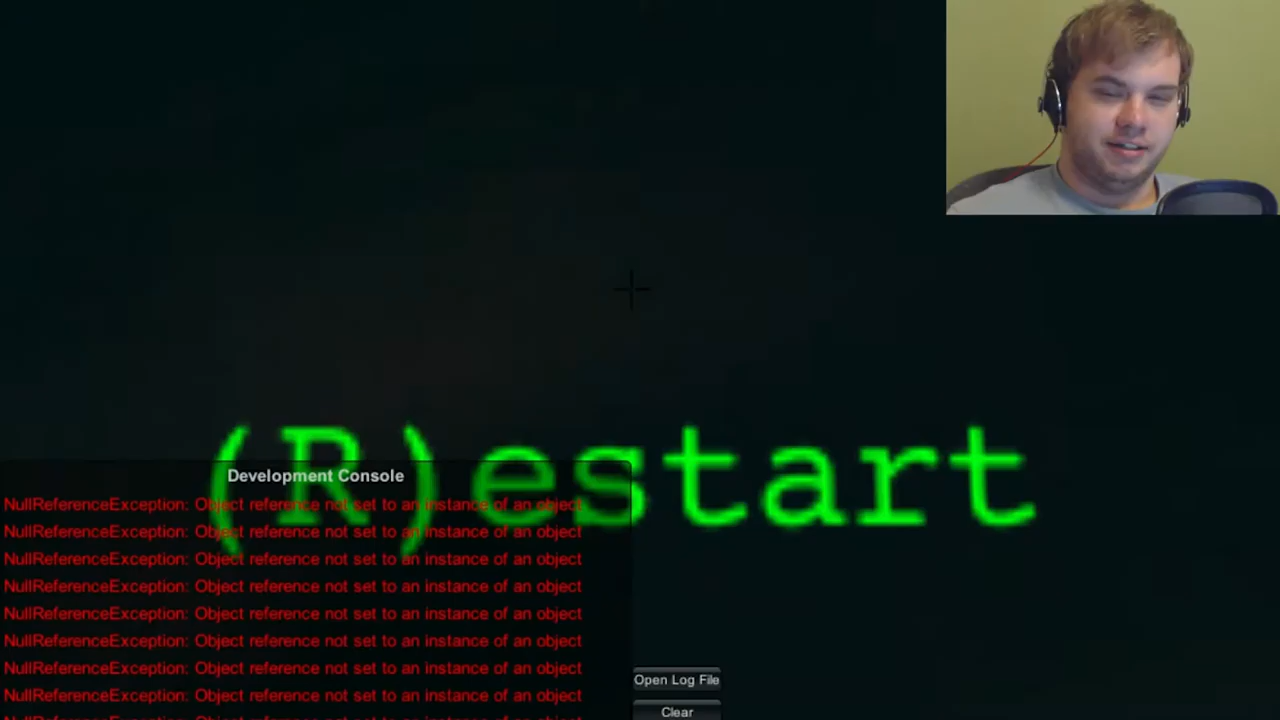 (R)estart
Development Console
NullReferenceException: Object reference not set to an instance of an object
NullReferenceException: Object reference not set to an instance of an object
NullReferenceException: Object reference not set to an instance of an object
NullReferenceException: Object reference not set to an instance of an object
NullReferenceException: Object reference not set to an instance of an object
NullReferenceException: Object reference not set to an instance of an object
NullReferenceException: Object reference not set to an instance of an object
NullReferenceException: Object reference not set to an instance of an object
Open Log File
Clear